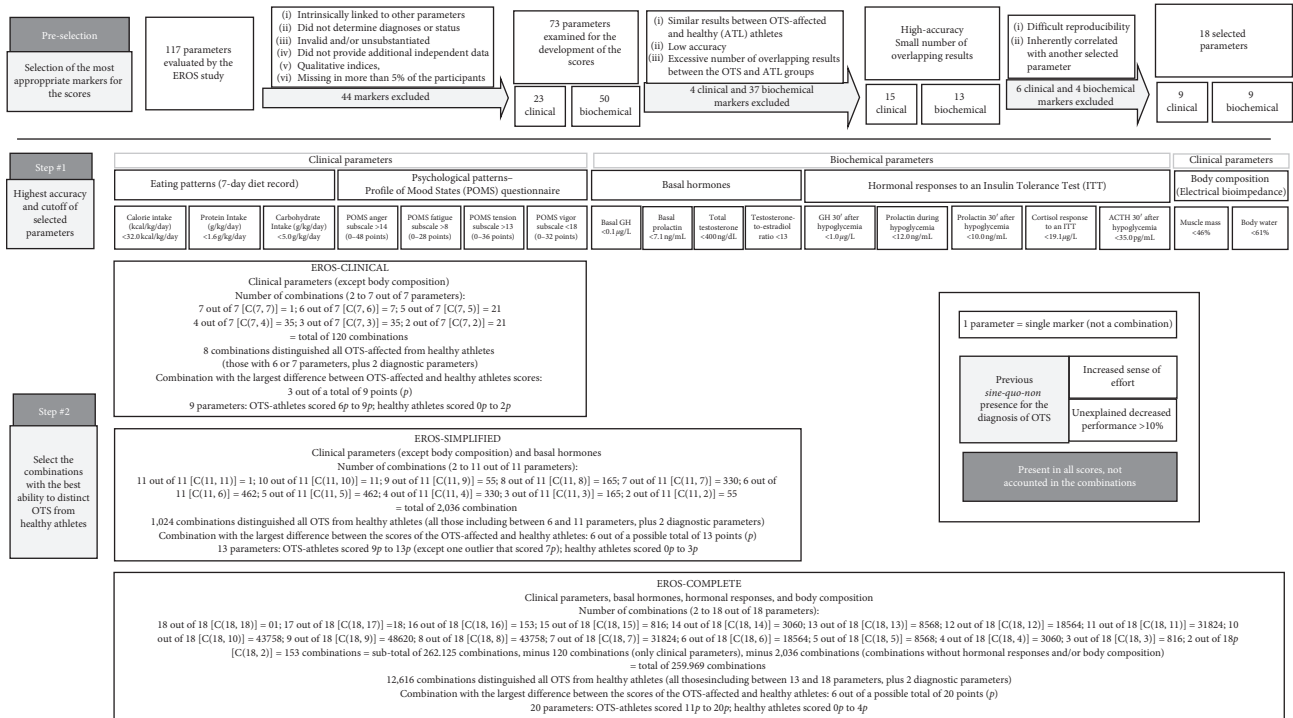 Pre-selection
Selection of the most
appropriate markers for
the scores
117 parameters
evaluated by the
EROS study
(i) Intrinsically linked to other parameters
(ii) Did not determine diagnoses or status
(iii) Invalid and/or unsubstantiated
(iv) Did not provide additional independent data
(v) Qualitative indices,
(vi) Missing in more than 5% of the participants
44 markers excluded
73 parameters
examined for the
development of the
scores
23
clinical
50
biochemical
(i) Similar results between OTS-affected
and healthy (ATL) athletes
(ii) Low accuracy
(iii) Excessive number of overlapping results
between the OTS and ATL groups
4 clinical and 37 biochemical
markers excluded
High-accuracy
Small number of
overlapping results
15
clinical
13
biochemical
(i) Difficult reproducibility
(ii) Inherently correlated
with another selected
parameter
6 clinical and 4 biochemical
markers excluded
18 selected
parameters
9
clinical
9
biochemical
Step #1
Highest accuracy
and cutoff of
selected
parameters
Clinical parameters
Biochemical parameters
Clinical parameters
Eating patterns (7-day diet record)
Psychological patterns–
Profile of Mood States (POMS) questionnaire
Basal hormones
Hormonal responses to an Insulin Tolerance Test (ITT)
Body composition
(Electrical bioimpedance)
Calorie intake
(kcal/kg/day)
<32.0 kcal/kg/day
Protein Intake
(g/kg/day)
<1.6 g/kg/day
Carbohydrate
Intake (g/kg/day)
<5.0 g/kg/day
POMS anger
subscale >14
(0–48 points)
POMS fatigue
subscale >8
(0–28 points)
POMS tension
subscale >13
(0–36 points)
POMS vigor
subscale <18
(0–32 points)
Basal GH
<0.1 μg/L
Basal
prolactin
<7.1 ng/mL
Total
testosterone
<400 ng/dL
Testosterone-
to-estradiol
ratio <13
GH 30′ after
hypoglycemia
<1.0 μg/L
Prolactin during
hypoglycemia
<12.0 ng/mL
Prolactin 30′ after
hypoglycemia
<10.0 ng/mL
Cortisol response
to an ITT
<19.1 μg/L
ACTH 30′ after
hypoglycemia
<35.0 pg/mL
Muscle mass
<46%
Body water
<61%
Step #2
Select the
combinations
with the best
ability to distinct
OTS from
healthy athletes
EROS-CLINICAL
Clinical parameters (except body composition)
Number of combinations (2 to 7 out of 7 parameters):
7 out of 7 [C(7, 7)] = 1; 6 out of 7 [C(7, 6)] = 7; 5 out of 7 [C(7, 5)] = 21
4 out of 7 [C(7, 4)] = 35; 3 out of 7 [C(7, 3)] = 35; 2 out of 7 [C(7, 2)] = 21
= total of 120 combinations
8 combinations distinguished all OTS-affected from healthy athletes
(those with 6 or 7 parameters, plus 2 diagnostic parameters)
Combination with the largest difference between OTS-affected and healthy athletes scores:
3 out of a total of 9 points (p)
9 parameters: OTS-athletes scored 6p to 9p; healthy athletes scored 0p to 2p
EROS-SIMPLIFIED
Clinical parameters (except body composition) and basal hormones
Number of combinations (2 to 11 out of 11 parameters):
11 out of 11 [C(11, 11)] = 1; 10 out of 11 [C(11, 10)] = 11; 9 out of 11 [C(11, 9)] = 55; 8 out of 11 [C(11, 8)] = 165; 7 out of 11 [C(11, 7)] = 330; 6 out of
11 [C(11, 6)] = 462; 5 out of 11 [C(11, 5)] = 462; 4 out of 11 [C(11, 4)] = 330; 3 out of 11 [C(11, 3)] = 165; 2 out of 11 [C(11, 2)] = 55
= total of 2,036 combination
1,024 combinations distinguished all OTS from healthy athletes (all those including between 6 and 11 parameters, plus 2 diagnostic parameters)
Combination with the largest difference between the scores of the OTS-affected and healthy athletes: 6 out of a possible total of 13 points (p)
13 parameters: OTS-athletes scored 9p to 13p (except one outlier that scored 7p); healthy athletes scored 0p to 3p
1 parameter = single marker (not a combination)
Previous
sine-quo-non
presence for the
diagnosis of OTS
Increased sense of
effort
Unexplained decreased
performance >10%
Present in all scores, not
accounted in the combinations
EROS-COMPLETE
Clinical parameters, basal hormones, hormonal responses, and body composition
Number of combinations (2 to 18 out of 18 parameters):
18 out of 18 [C(18, 18)] = 01; 17 out of 18 [C(18, 17)] =18; 16 out of 18 [C(18, 16)] = 153; 15 out of 18 [C(18, 15)] = 816; 14 out of 18 [C(18, 14)] = 3060; 13 out of 18 [C(18, 13)] = 8568; 12 out of 18 [C(18, 12)] = 18564; 11 out of 18 [C(18, 11)] = 31824; 10
out of 18 [C(18, 10)] = 43758; 9 out of 18 [C(18, 9)] = 48620; 8 out of 18 [C(18, 8)] = 43758; 7 out of 18 [C(18, 7)] = 31824; 6 out of 18 [C(18, 6)] = 18564; 5 out of 18 [C(18, 5)] = 8568; 4 out of 18 [C(18, 4)] = 3060; 3 out of 18 [C(18, 3)] = 816; 2 out of 18p
[C(18, 2)] = 153 combinations = sub-total of 262.125 combinations, minus 120 combinations (only clinical parameters), minus 2,036 combinations (combinations without hormonal responses and/or body composition)
= total of 259.969 combinations
12,616 combinations distinguished all OTS from healthy athletes (all thosesincluding between 13 and 18 parameters, plus 2 diagnostic parameters)
Combination with the largest difference between the scores of the OTS-affected and healthy athletes: 6 out of a possible total of 20 points (p)
20 parameters: OTS-athletes scored 11p to 20p; healthy athletes scored 0p to 4p